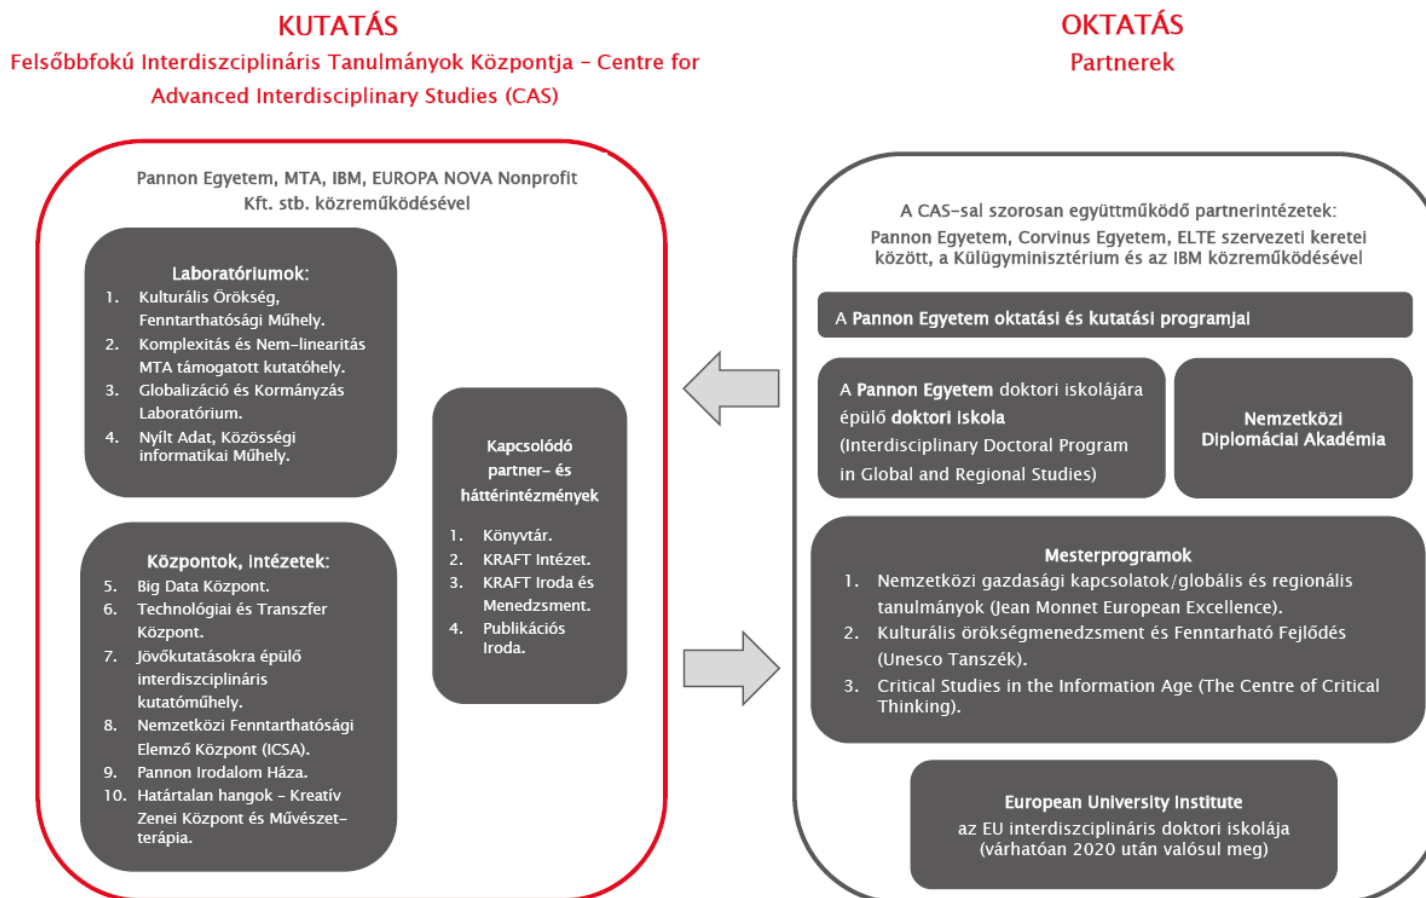 KUTATÁS
Felsőbbfokú Interdiszciplináris Tanulmányok Központja – Centre for
Advanced Interdisciplinary Studies (CAS)
Pannon Egyetem, MTA, IBM, EUROPA NOVA Nonprofit
Kft. stb. közreműködésével
Laboratóriumok:
1. Kulturális Örökség,
Fenntarthatósági Műhely.
2. Komplexitás és Nem-linearitás
MTA támogatott kutatóhely.
3. Globalizáció és Kormányzás
Laboratórium.
4. Nyílt Adat, Közösségi
informatikai Műhely.
Központok, intézetek:
5. Big Data Központ.
6. Technológiai és Transzfer
Központ.
7. Jövőkutatásokra épülő
interdiszciplináris
kutatóműhely.
8. Nemzetközi Fenntarthatósági
Elemző Központ (ICSA).
9. Pannon Irodalom Háza.
10. Határtalan hangok – Kreatív
Zenei Központ és Művészet-
terápia.
Kapcsolódó
partner- és
háttérintézmények
1. Könyvtár.
2. KRAFT Intézet.
3. KRAFT Iroda és
Menedzsment.
4. Publikációs
Iroda.
OKTATÁS
Partnerek
A CAS-sal szorosan együttműködő partnerintézetek:
Pannon Egyetem, Corvinus Egyetem, ELTE szervezeti keretei
között, a Külügyminisztérium és az IBM közreműködésével
A Pannon Egyetem oktatási és kutatási programjai
A Pannon Egyetem doktori iskolájára
épülő doktori iskola
(Interdisciplinary Doctoral Program
in Global and Regional Studies)
Nemzetközi
Diplomáciai Akadémia
Mesterprogramok
1. Nemzetközi gazdasági kapcsolatok/globális és regionális
tanulmányok (Jean Monnet European Excellence).
2. Kulturális örökségmenedzsment és Fenntarható Fejlődés
(Unesco Tanszék).
3. Critical Studies in the Information Age (The Centre of Critical
Thinking).
European University Institute
az EU interdiszciplináris doktori iskolája
(várhatóan 2020 után valósul meg)